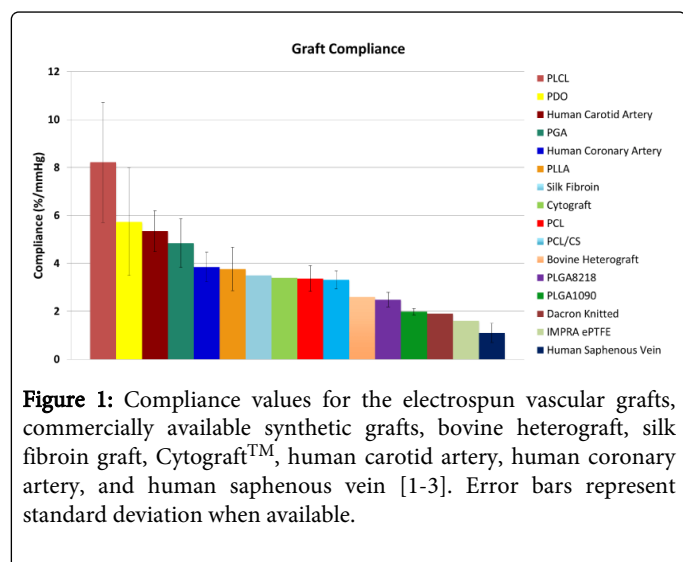 Graft Compliance
12
10
8
6
4
2
0
Compliance (%/mmHg)
PLCL
PDO
Human Carotid Artery
PGA
Human Coronary Artery
PLLA
Silk Fibroin
Cytograft
PCL
PCL/CS
Bovine Heterograft
PLGA8218
PLGA1090
Dacron Knitted
IMPRA ePTFE
Human Saphenous Vein
Figure 1: Compliance values for the electrospun vascular grafts,
commercially available synthetic grafts, bovine heterograft, silk
fibroin graft, Cytograft™, human carotid artery, human coronary
artery, and human saphenous vein [1-3]. Error bars represent
standard deviation when available.